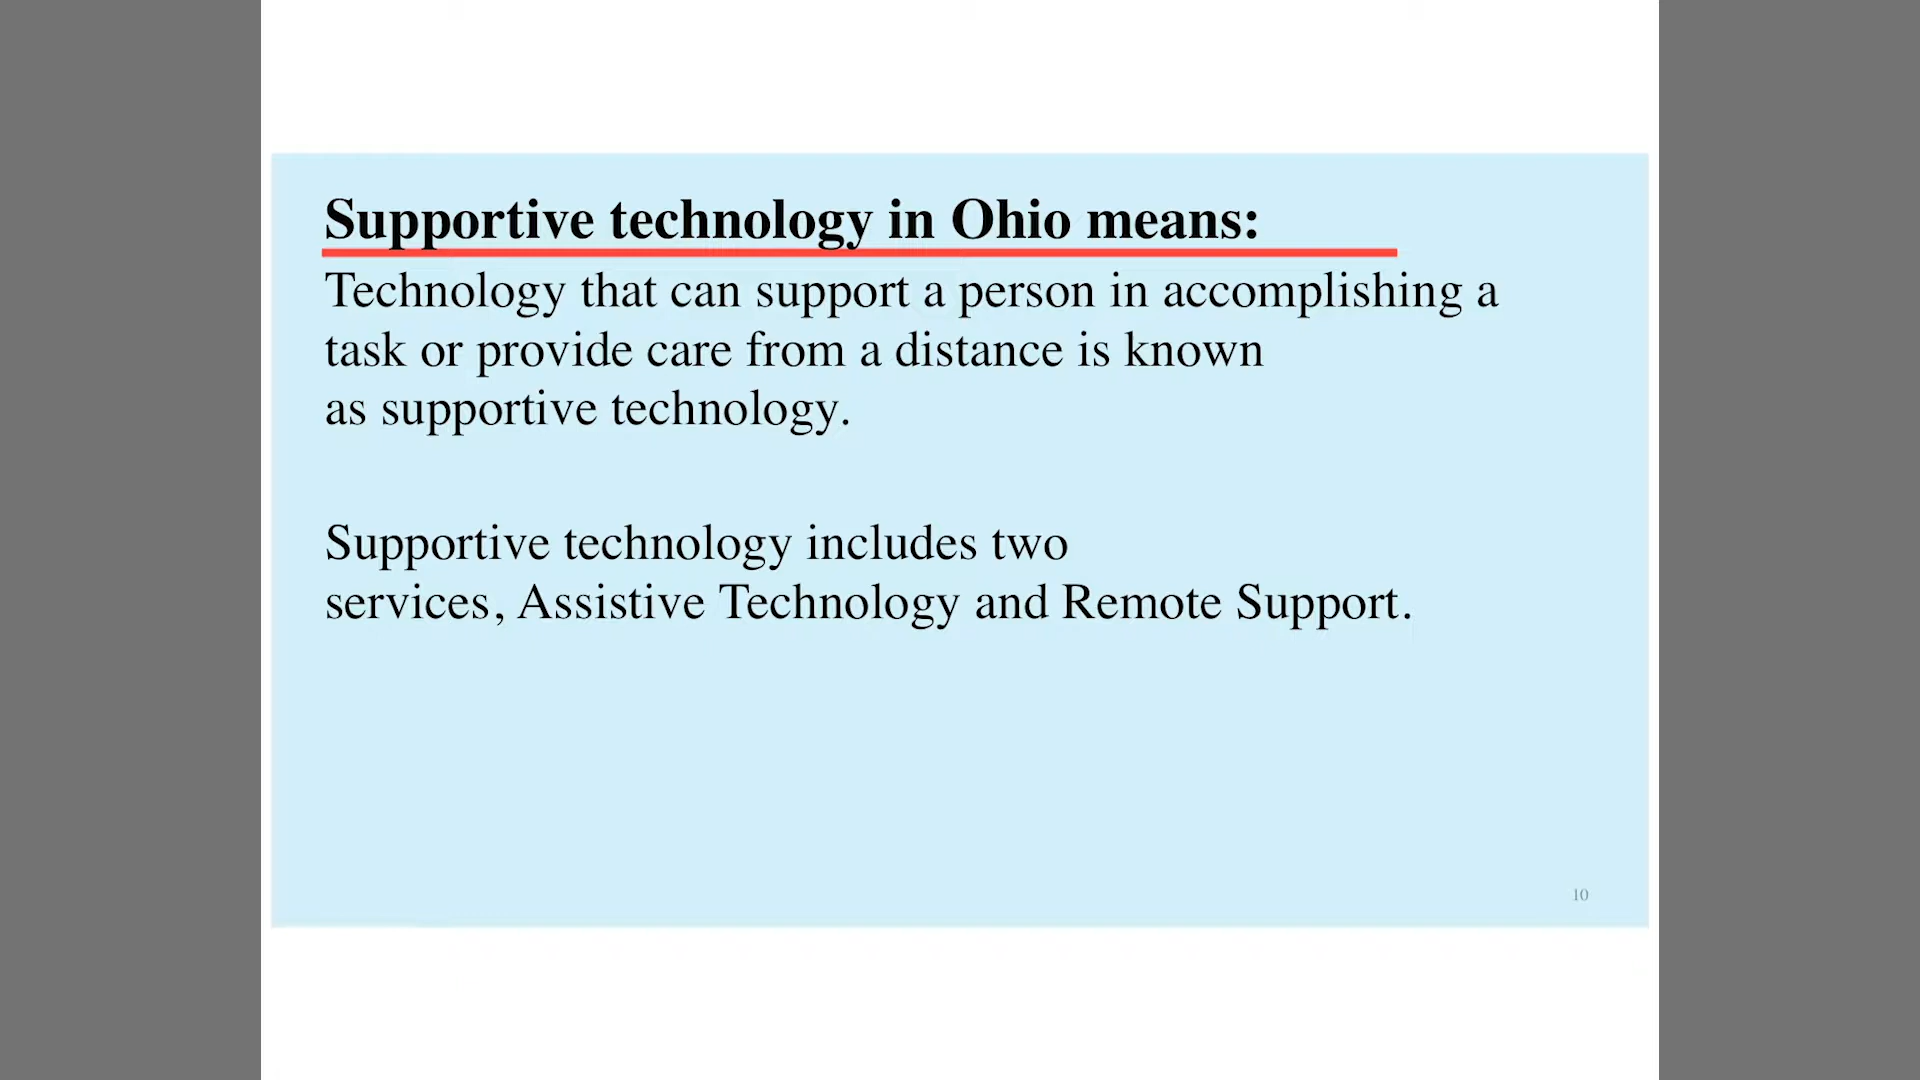 Supportive technology in Ohio means:
Technology that can support a person in accomplishing a
task or provide care from a distance is known
as supportive technology.
Supportive technology includes two
services, Assistive Technology and Remote Support.
10